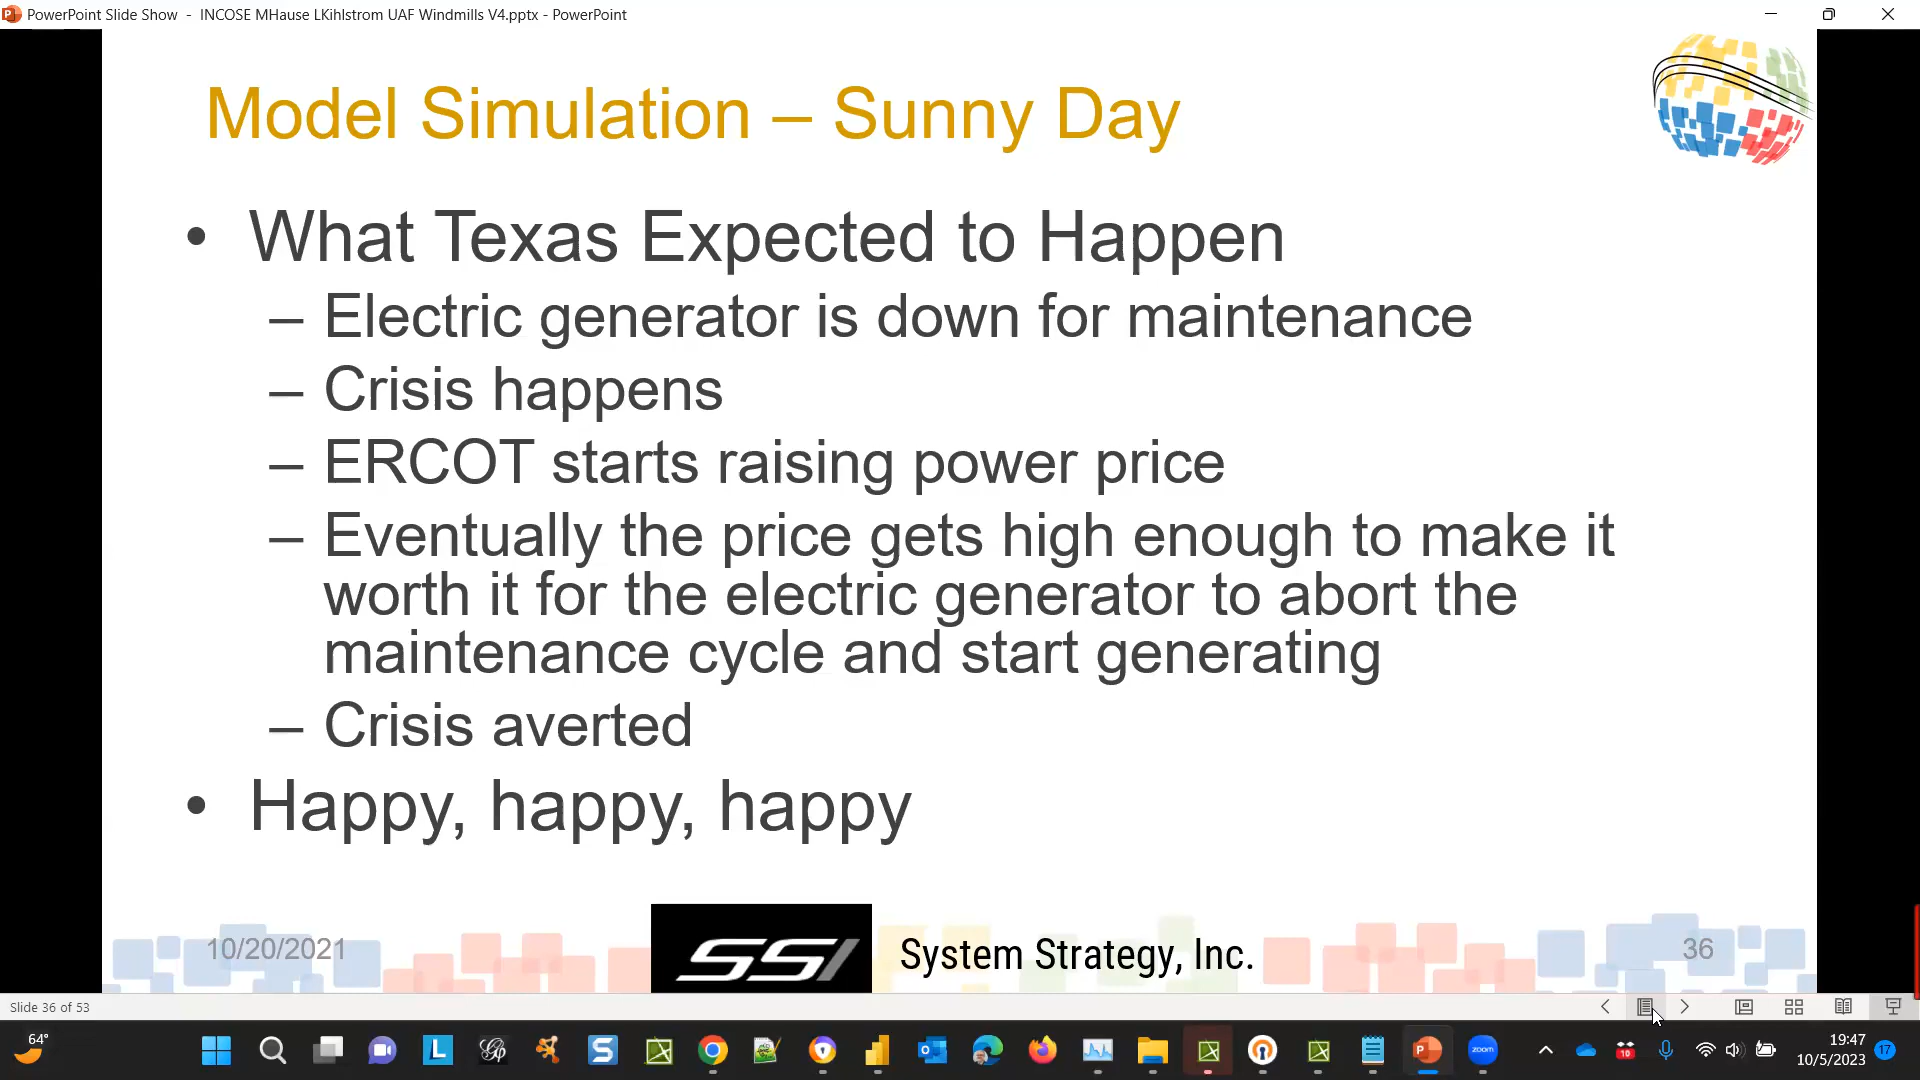 PowerPoint Slide Show - INCOSE MHause LKihlstrom UAF Windmills V4.pptx - PowerPoint
Model Simulation – Sunny Day
• What Texas Expected to Happen
– Electric generator is down for maintenance
– Crisis happens
– ERCOT starts raising power price
– Eventually the price gets high enough to make it
worth it for the electric generator to abort the
maintenance cycle and start generating
– Crisis averted
• Happy, happy, happy
10/20/2021
SSI
System Strategy, Inc.
36
Slide 36 of 53
64°
L
S
P
zoom
10
19:47
10/5/2023
17